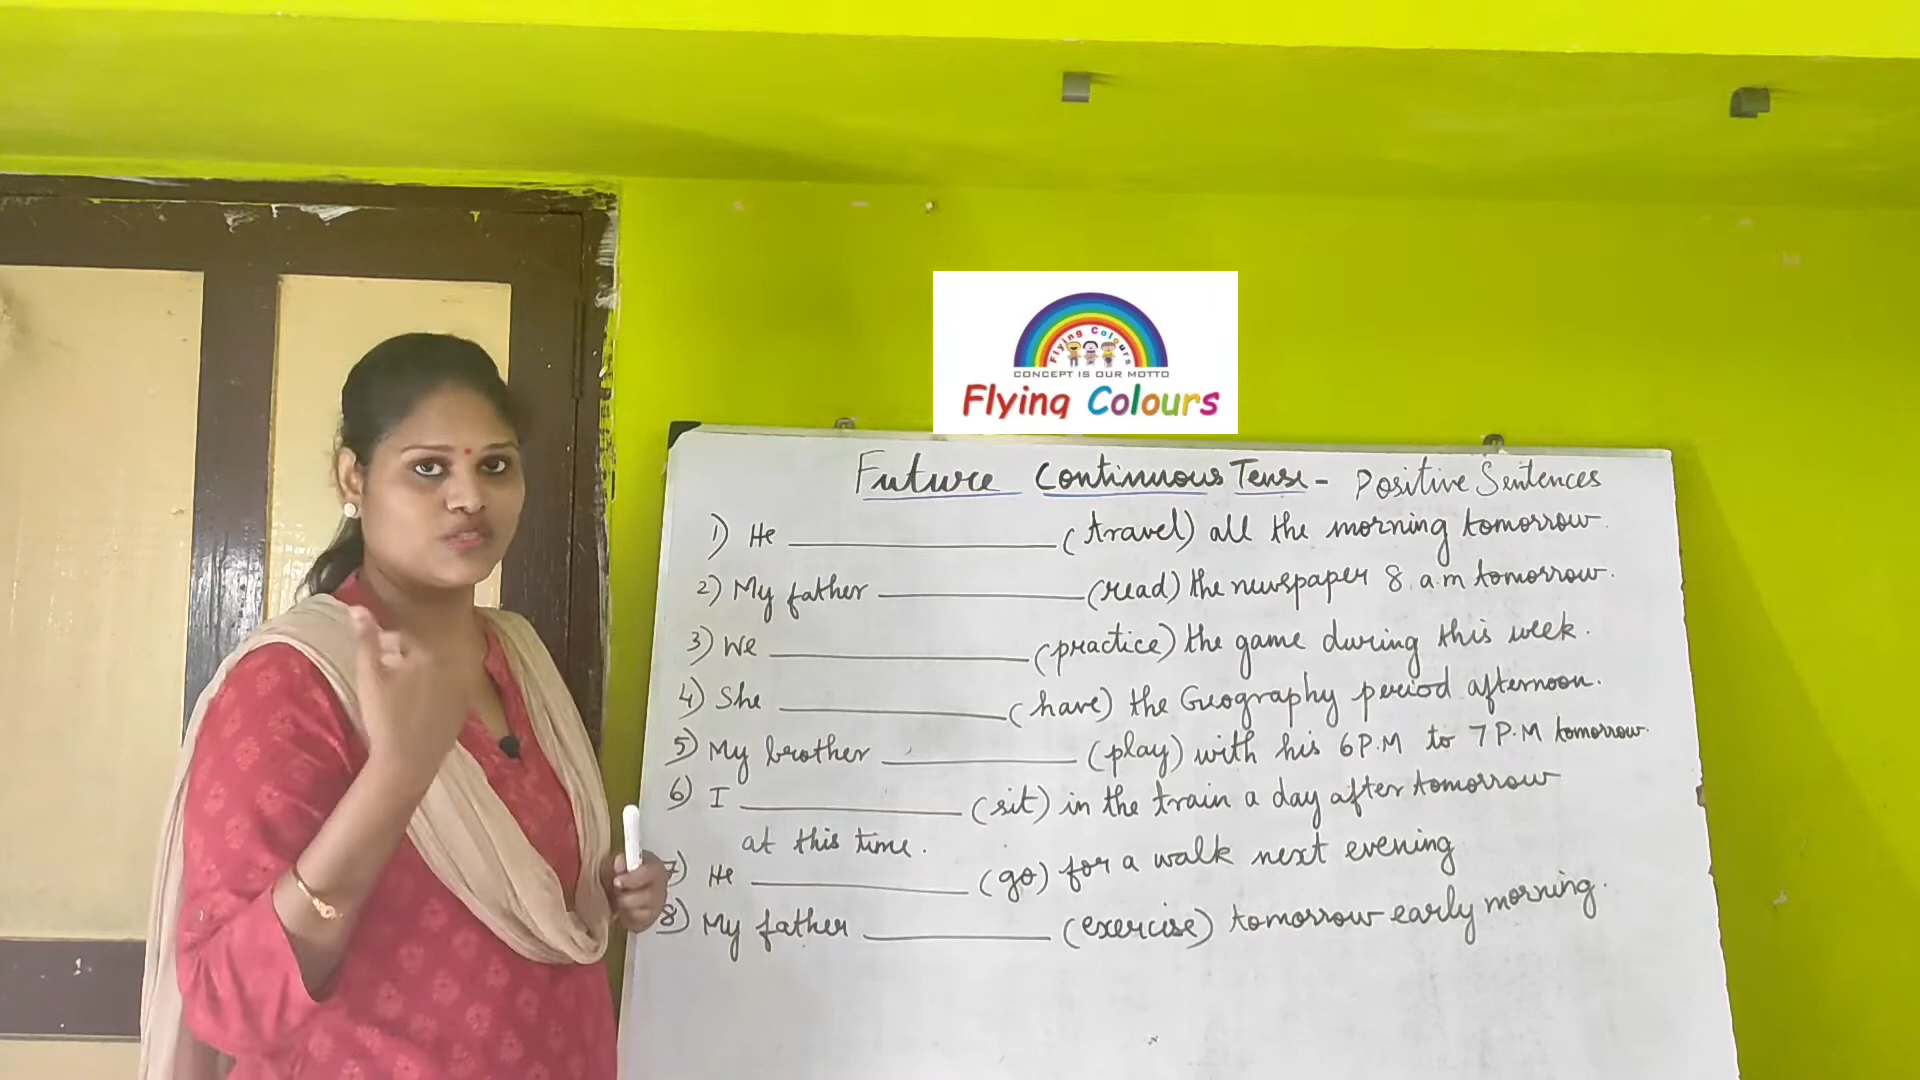 Flying Colours
CONCEPT IS OUR MOTTO
Flying Colours
Future Continuous Tense - Positive Sentences
1) He ____________ (travel) all the morning tomorrow.
2) My father ____________ (read) the newspaper 8 a.m tomorrow.
3) We ____________ (practice) the game during this week.
4) She ____________ (have) the Geography period afternoon.
5) My brother ____________ (play) with his 6 P.M to 7 P.M tomorrow.
6) I ____________ (sit) in the train a day after tomorrow
at this time.
7) He ____________ (go) for a walk next evening
8) My father ____________ (exercise) tomorrow early morning.